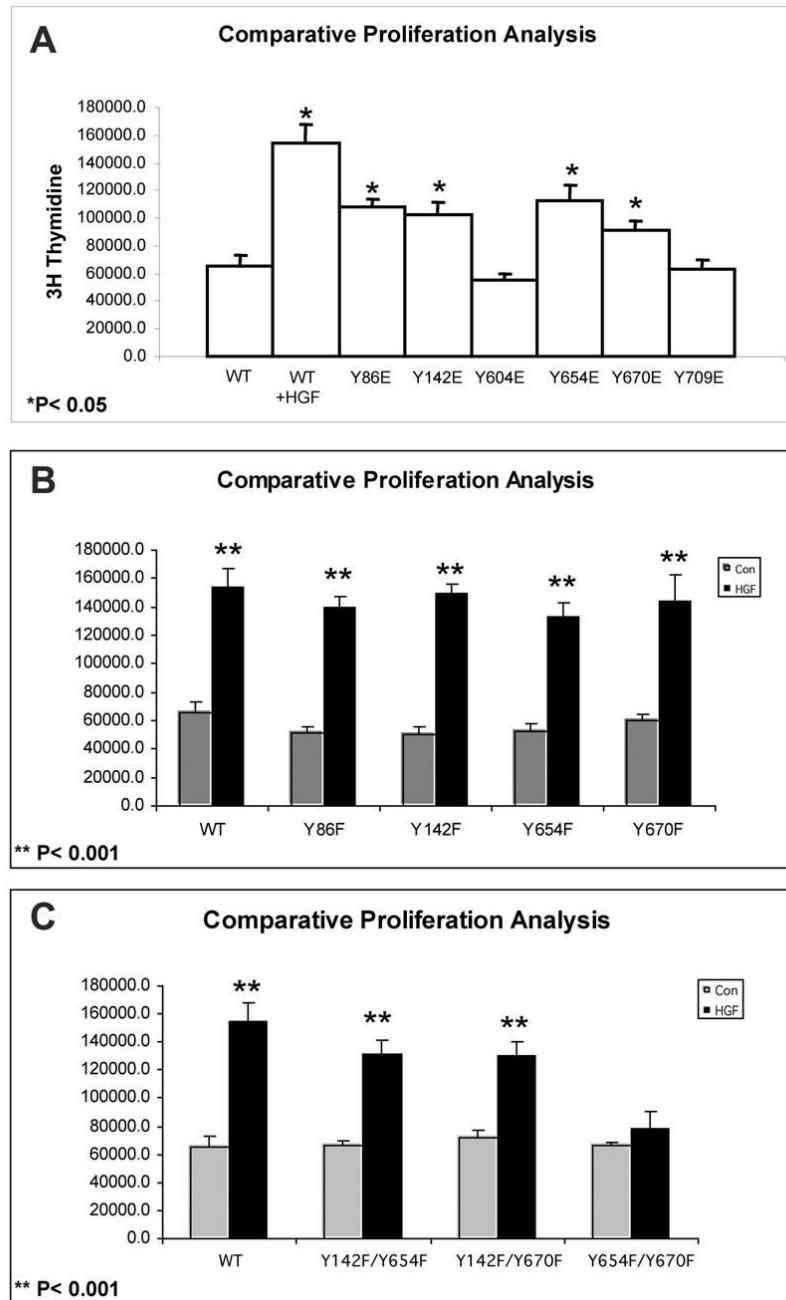 A
Comparative Proliferation Analysis
180000.0
160000.0
140000.0
120000.0
100000.0
80000.0
60000.0
40000.0
20000.0
0.0
3H Thymidine
*
*
*
*
*
WT
WT
+HGF
Y86E
Y142E
Y604E
Y654E
Y670E
Y709E
*P< 0.05
B
Comparative Proliferation Analysis
180000.0
160000.0
140000.0
120000.0
100000.0
80000.0
60000.0
40000.0
20000.0
0.0
**
**
**
**
**
Con
HGF
WT
Y86F
Y142F
Y654F
Y670F
** P< 0.001
C
Comparative Proliferation Analysis
180000.0
160000.0
140000.0
120000.0
100000.0
80000.0
60000.0
40000.0
20000.0
0.0
**
**
**
Con
HGF
WT
Y142F/Y654F
Y142F/Y670F
Y654F/Y670F
** P< 0.001